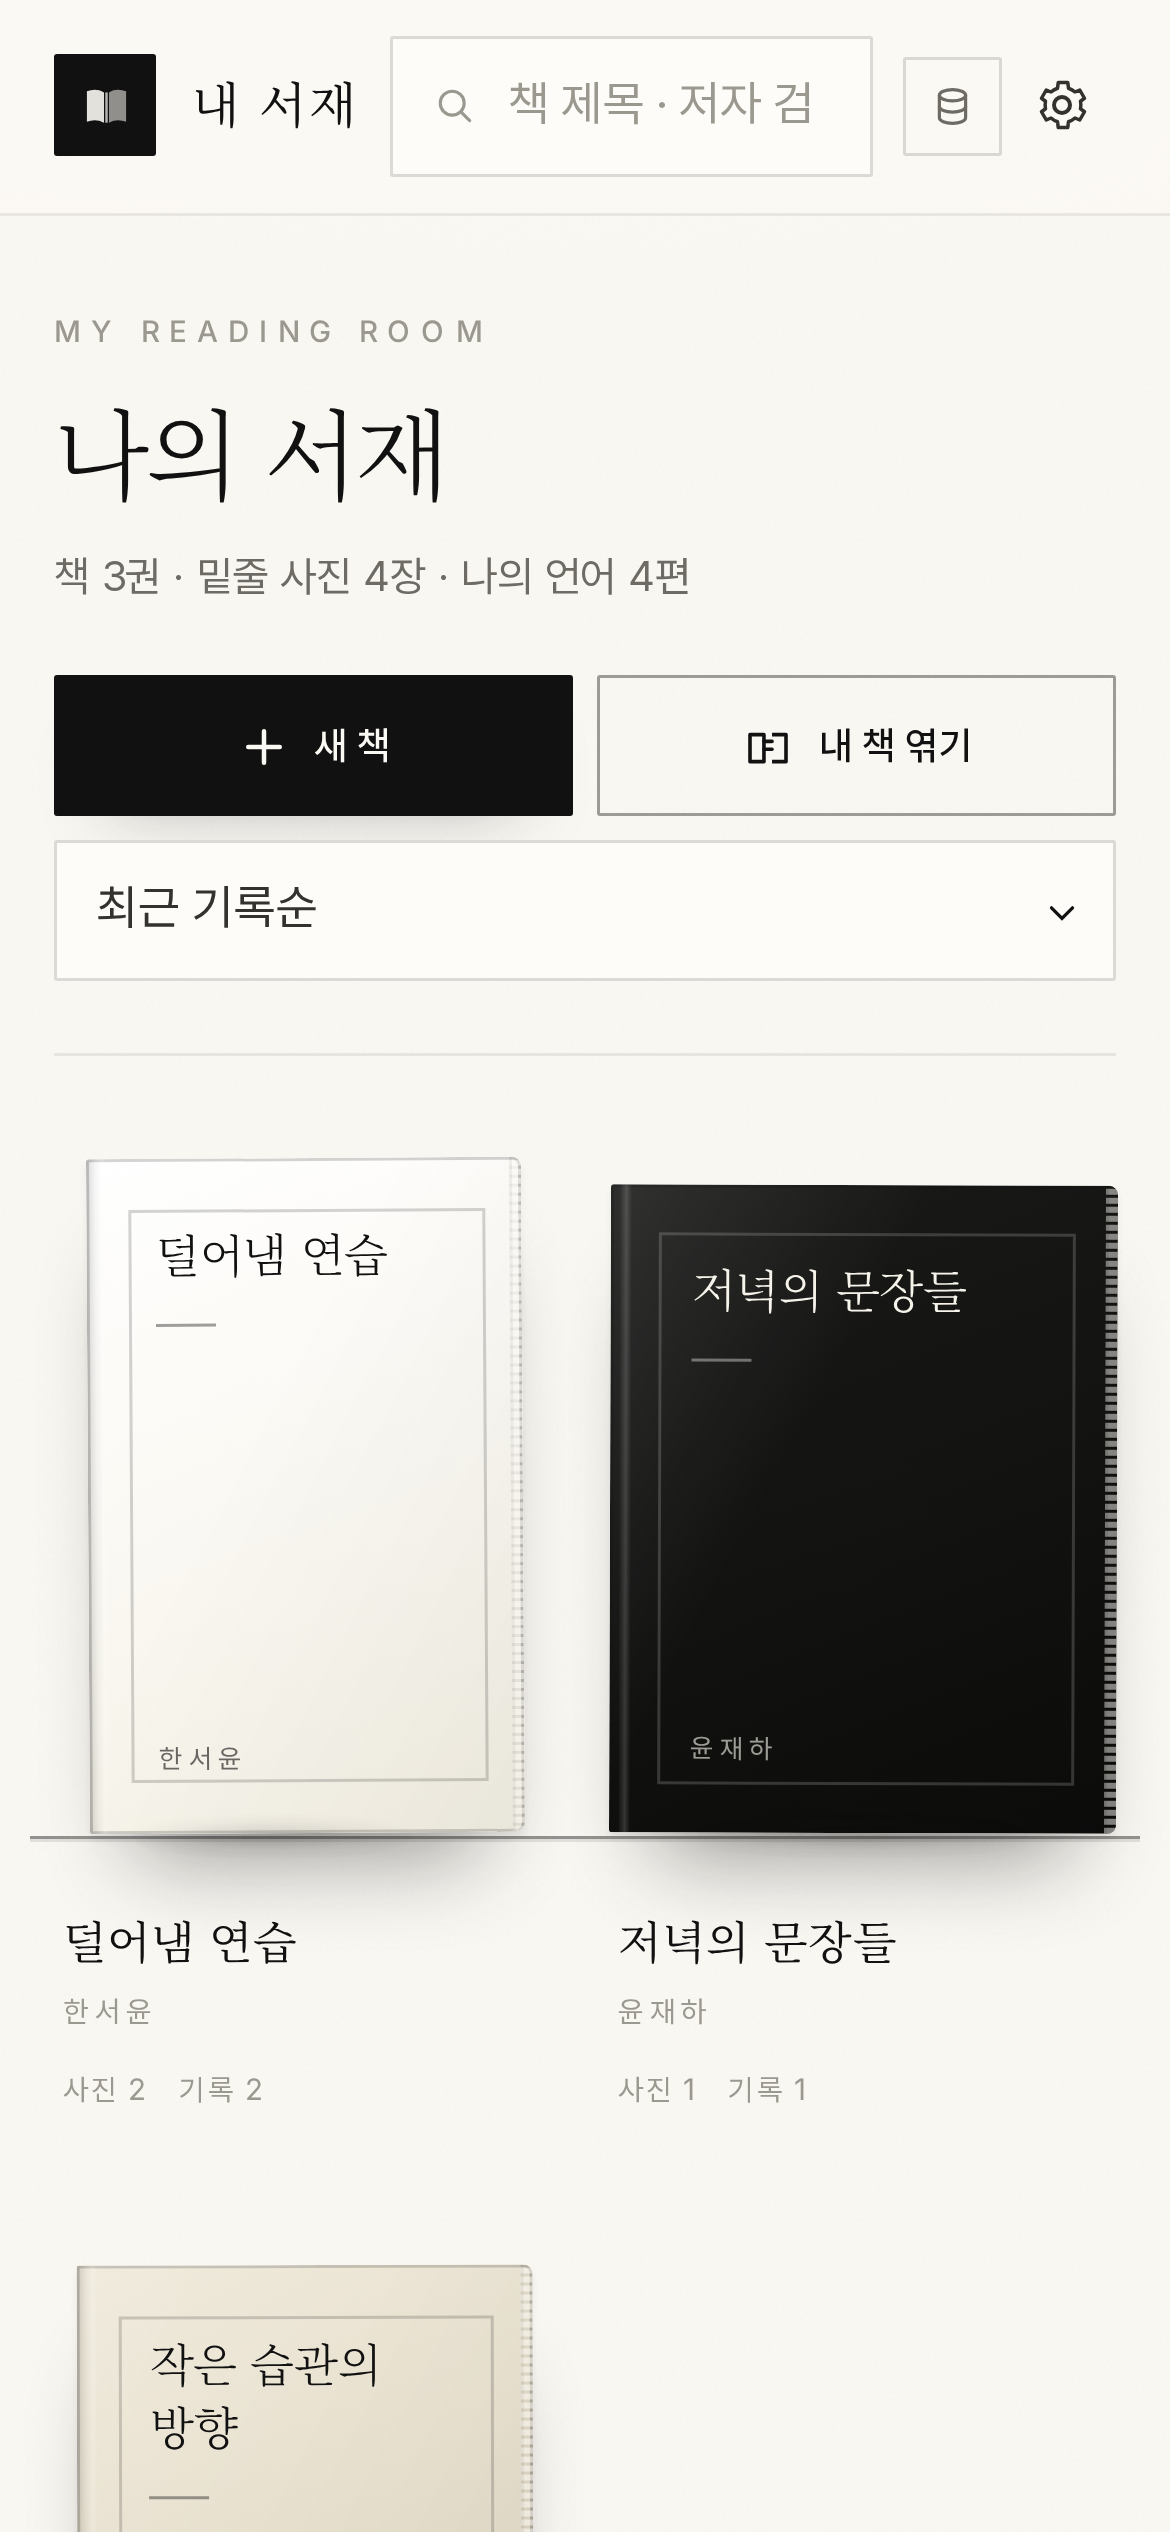 내 서재
책 제목 · 저자 검
MY READING ROOM
나의 서재
책 3권 · 밑줄 사진 4장 · 나의 언어 4편
새 책
내 책 엮기
최근 기록순
덜어냄 연습
한서윤
저녁의 문장들
윤재하
덜어냄 연습
한서윤
사진 2 기록 2
저녁의 문장들
윤재하
사진 1 기록 1
작은 습관의
방향